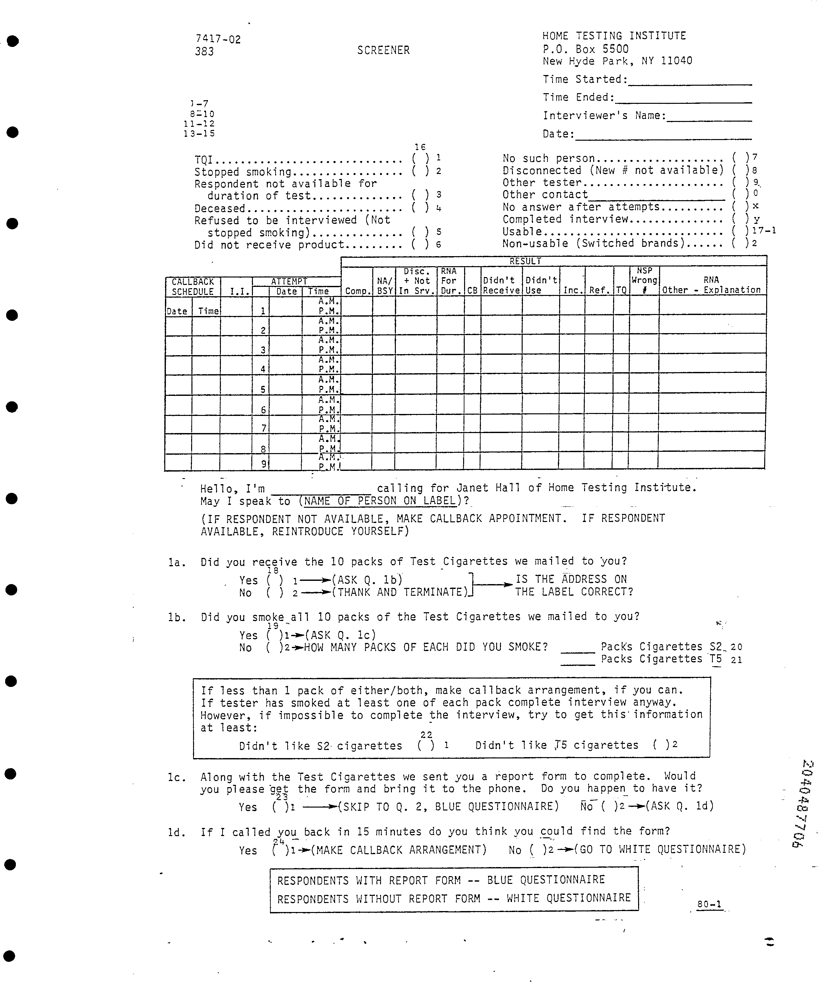 7417-02
383
SCREENER
HOME TESTING INSTITUTE
P.O. Box 5500
New Hyde Park, NY 11040
Time Started:
Time Ended:
Interviewer's Name:
Date:
1-7
8-10
11-12
13-15
16
TQI............................ ( ) 1
Stopped smoking................. ( ) 2
Respondent not available for
duration of test.............. ( ) 3
Deceased........................ ( ) 4
Refused to be interviewed (Not
stopped smoking).............. ( ) 5
Did not receive product......... ( ) 6
No such person................... ( )7
Disconnected (New # not available) ( )8
Other tester..................... ( )9
Other contact ( )0
No answer after attempts......... ( )x
Completed interview.............. ( )y
Usable........................... ( )17-1
Non-usable (Switched brands)...... ( )2
RESULT
CALLBACK SCHEDULE I.I. ATTEMPT Date Time Comp. NA/ BSY Disc. + Not In Srv. RNA For Dur. CB Didn't Receive Didn't Use Inc. Ref. TQ NSP Wrong # RNA Other - Explanation
Date Time 1 A.M. P.M.
2 A.M. P.M.
3 A.M. P.M.
4 A.M. P.M.
5 A.M. P.M.
6 A.M. P.M.
7 A.M. P.M.
8 A.M. P.M.
9 A.M. P.M.
Hello, I'm calling for Janet Hall of Home Testing Institute.
May I speak to (NAME OF PERSON ON LABEL)?
(IF RESPONDENT NOT AVAILABLE, MAKE CALLBACK APPOINTMENT. IF RESPONDENT
AVAILABLE, REINTRODUCE YOURSELF)
1a. Did you receive the 10 packs of Test Cigarettes we mailed to you?
18
Yes ( ) 1→(ASK Q. 1b) IS THE ADDRESS ON
No ( ) 2→(THANK AND TERMINATE) THE LABEL CORRECT?
1b. Did you smoke all 10 packs of the Test Cigarettes we mailed to you?
19
Yes ( )1→(ASK Q. 1c)
No ( )2→HOW MANY PACKS OF EACH DID YOU SMOKE? Packs Cigarettes S2 20
Packs Cigarettes T5 21
If less than 1 pack of either/both, make callback arrangement, if you can.
If tester has smoked at least one of each pack complete interview anyway.
However, if impossible to complete the interview, try to get this information
at least:
22
Didn't like S2 cigarettes ( ) 1 Didn't like T5 cigarettes ( )2
1c. Along with the Test Cigarettes we sent you a report form to complete. Would
you please get the form and bring it to the phone. Do you happen to have it?
23
Yes ( )1→(SKIP TO Q. 2, BLUE QUESTIONNAIRE) No ( )2→(ASK Q. 1d)
1d. If I called you back in 15 minutes do you think you could find the form?
24
Yes ( )1→(MAKE CALLBACK ARRANGEMENT) No ( )2→(GO TO WHITE QUESTIONNAIRE)
RESPONDENTS WITH REPORT FORM -- BLUE QUESTIONNAIRE
RESPONDENTS WITHOUT REPORT FORM -- WHITE QUESTIONNAIRE
80-1
2040487706